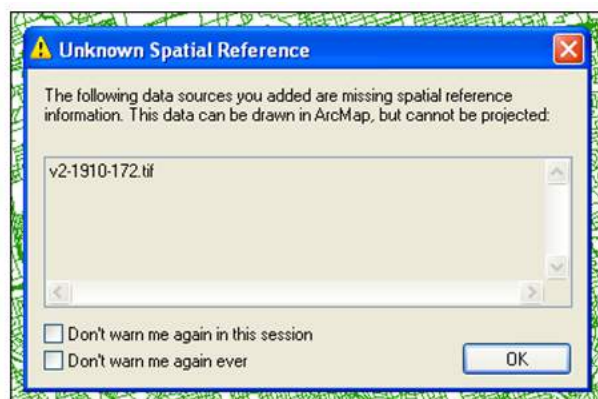 Unknown Spatial Reference
The following data sources you added are missing spatial reference
information. This data can be drawn in ArcMap, but cannot be projected:
v2-1910-172.tif
Don't warn me again in this session
Don't warn me again ever
OK